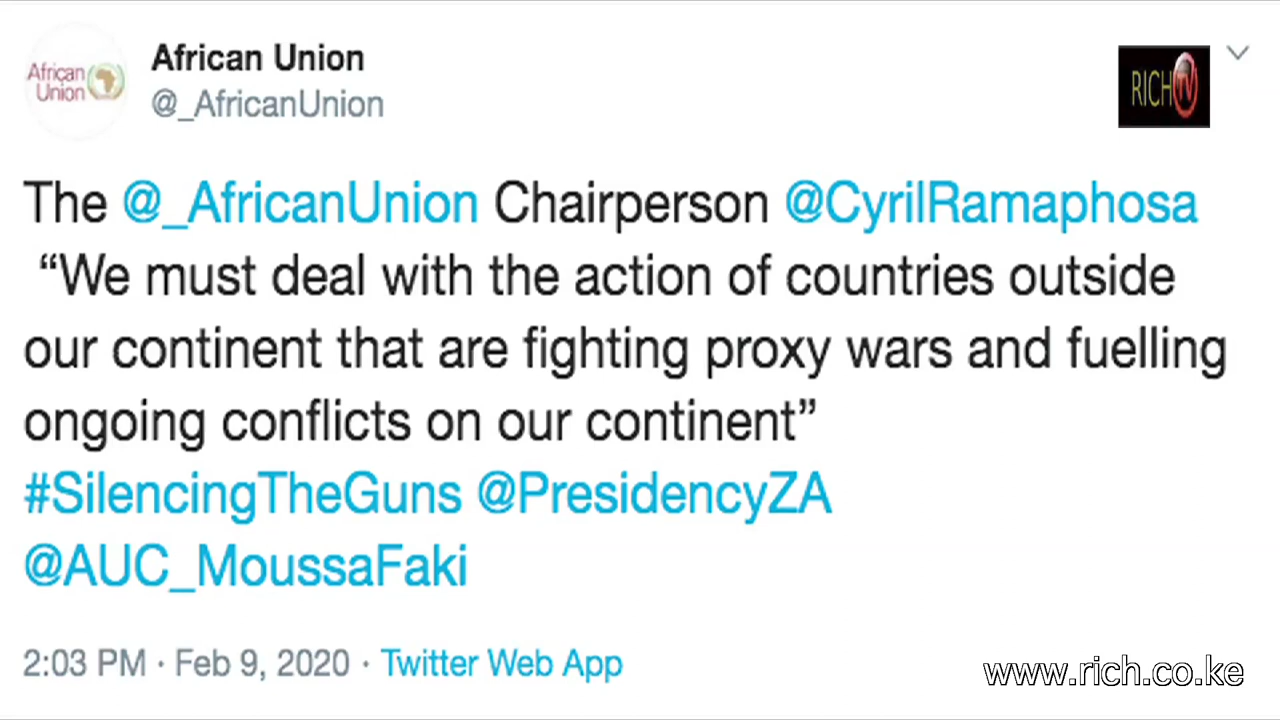 African Union
@_AfricanUnion
African
Union
RICH TV
The @_AfricanUnion Chairperson @CyrilRamaphosa
“We must deal with the action of countries outside
our continent that are fighting proxy wars and fuelling
ongoing conflicts on our continent”
#SilencingTheGuns @PresidencyZA
@AUC_MoussaFaki
2:03 PM · Feb 9, 2020 · Twitter Web App
www.rich.co.ke